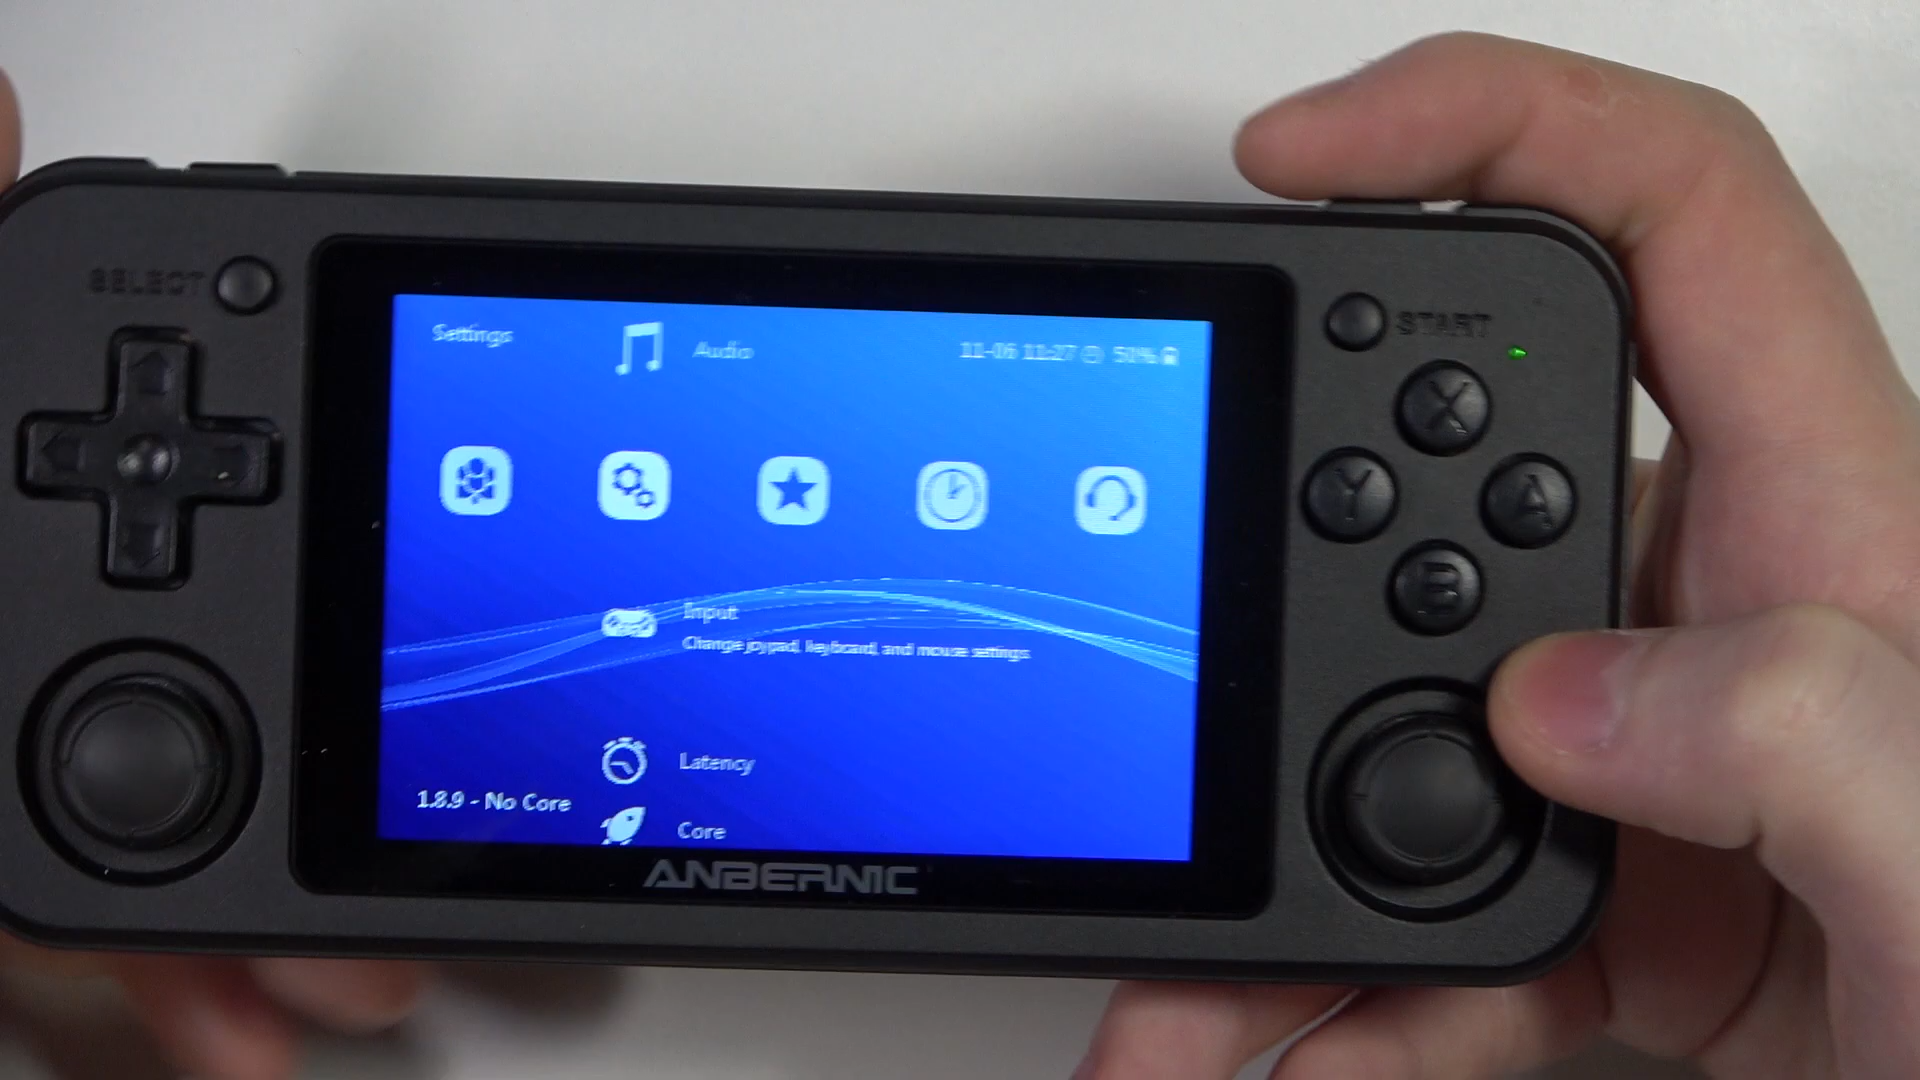 SELECT
START
Settings
Audio
11-06 11:27 50%
Input
Change joypad, keyboard, and mouse settings
Latency
1.8.9 - No Core
Core
X
Y
A
B
ANBERNIC